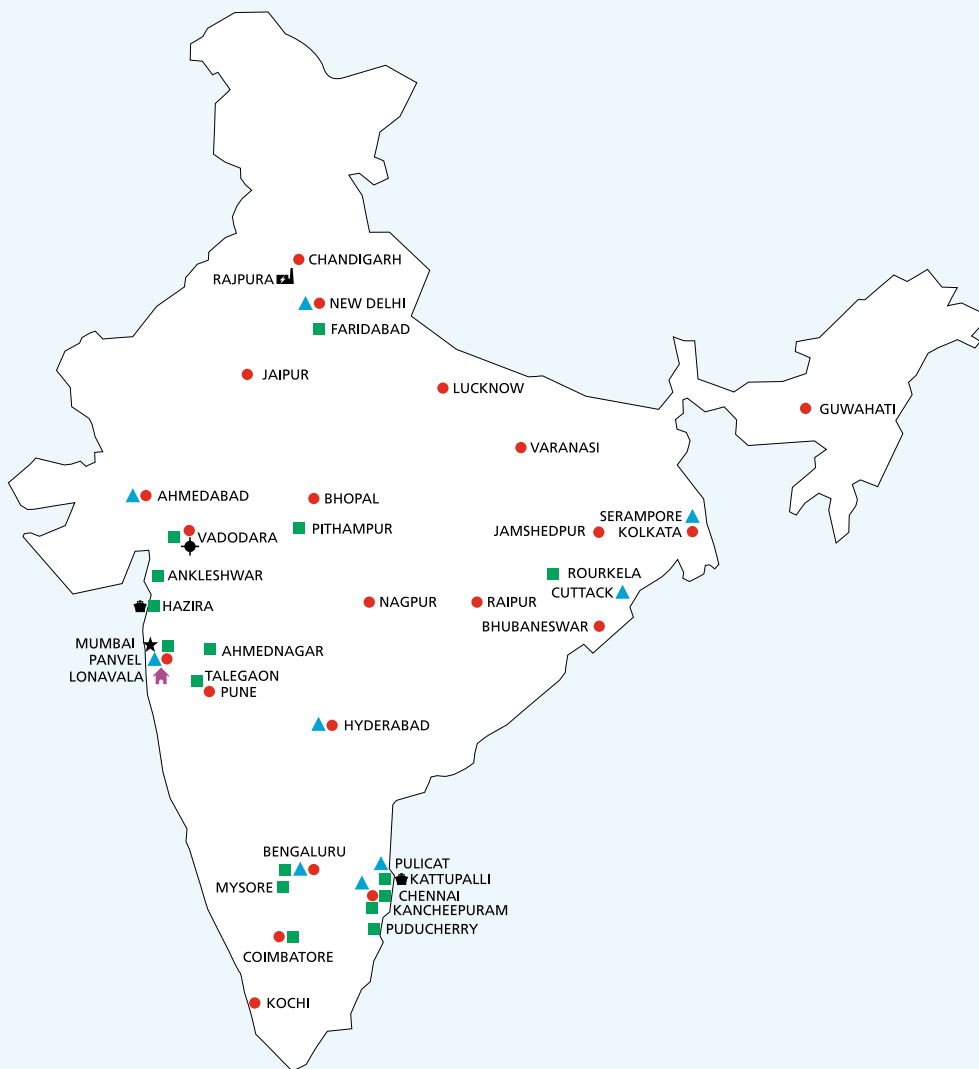 CHANDIGARH
RAJPURA
NEW DELHI
FARIDABAD
JAIPUR
LUCKNOW
GUWAHATI
VARANASI
AHMEDABAD
BHOPAL
SERAMPORE
PITHAMPUR
JAMSHEDPUR
KOLKATA
VADODARA
ANKLESHWAR
ROURKELA
CUTTACK
HAZIRA
NAGPUR
RAIPUR
BHUBANESWAR
MUMBAI
AHMEDNAGAR
PANVEL
LONAVALA
TALEGAON
PUNE
HYDERABAD
BENGALURU
PULICAT
KATTUPALLI
MYSORE
CHENNAI
KANCHEEPURAM
PUDUCHERRY
COIMBATORE
KOCHI